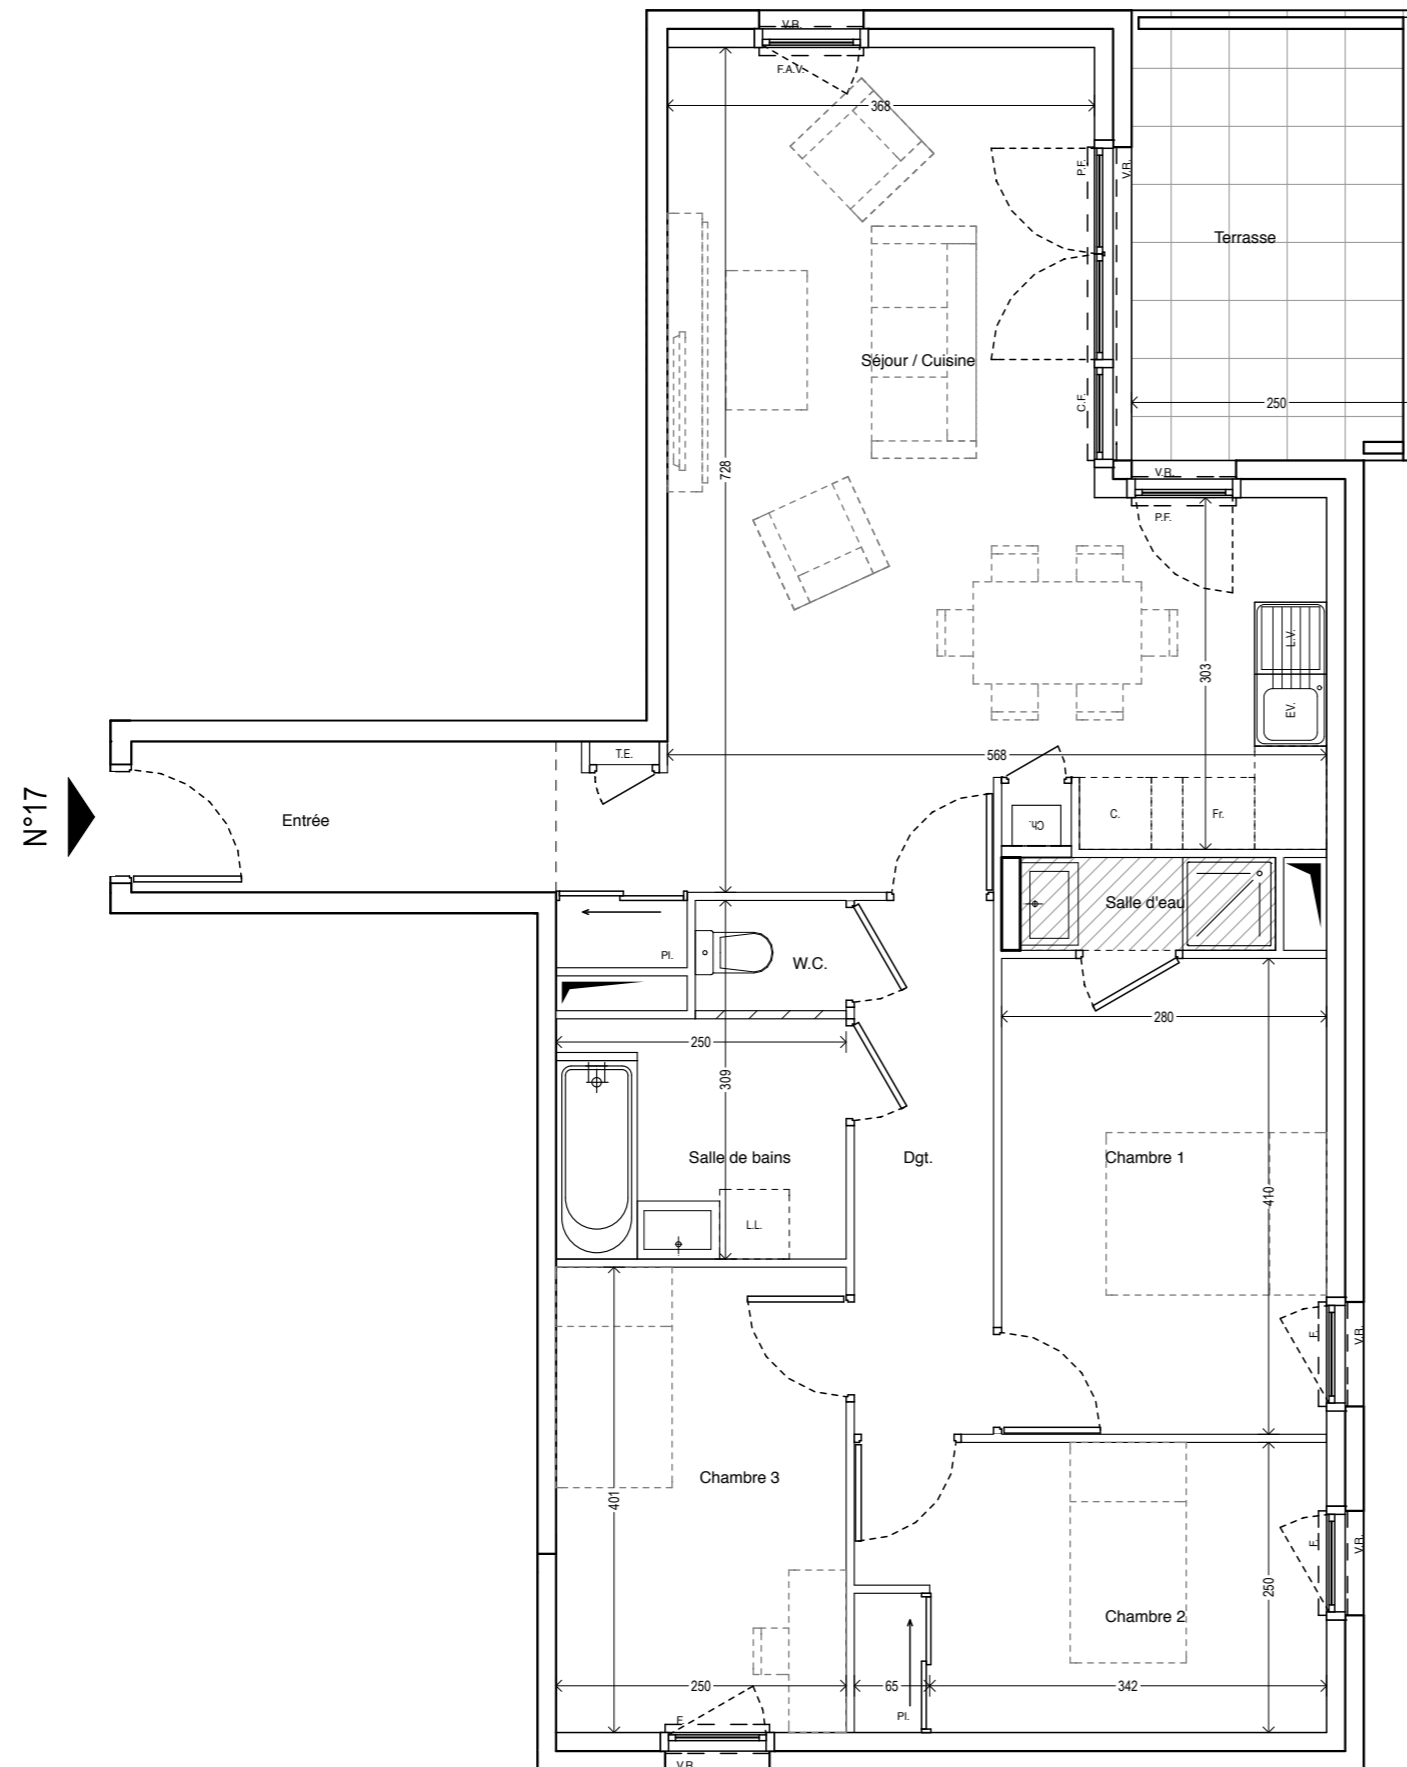 V.R.
F.A.V.
368
P.F.
V.R.
Terrasse
Séjour / Cuisine
C.F.
250
728
V.R.
P.F.
L.V.
303
EV.
N°17
T.E.
568
Entrée
Ch.
C.
Fr.
Salle d'eau
Pl.
W.C.
280
250
309
Salle de bains
Dgt.
Chambre 1
410
L.L.
F.
V.R.
Chambre 3
401
F.
V.R.
250
Chambre 2
250
65
342
Pl.
F.
V.R.